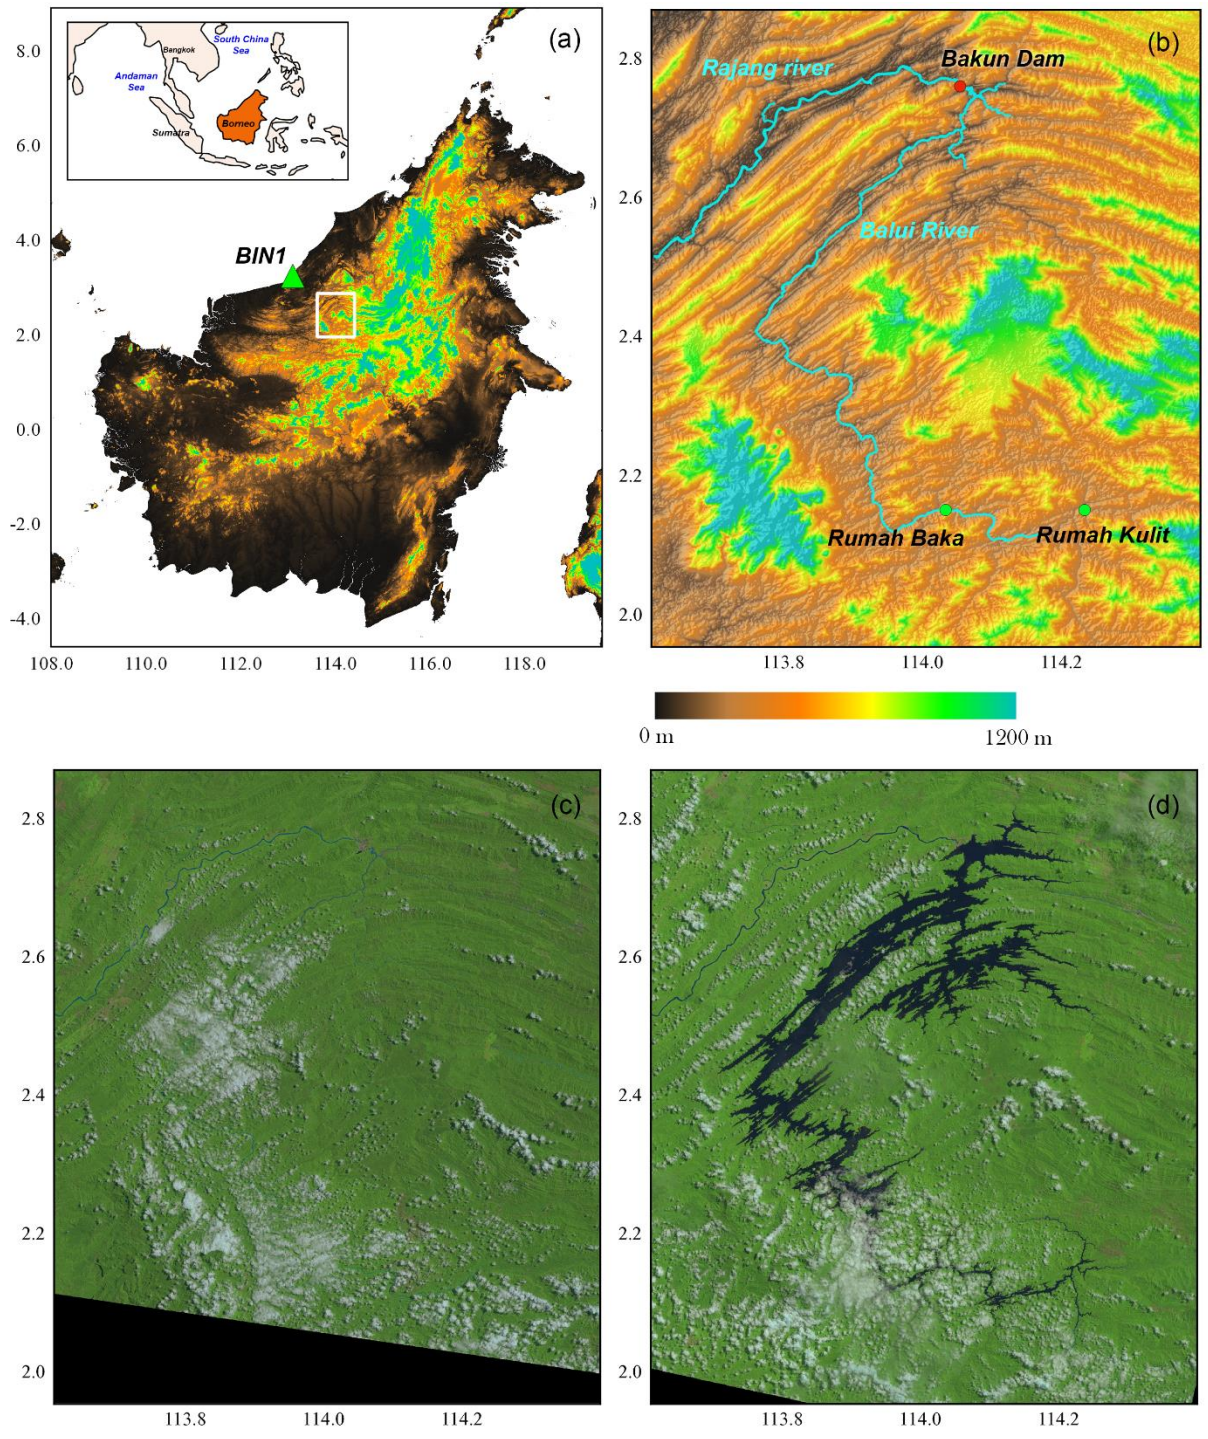 (a)
South China
Sea
Bangkok
Andaman
Sea
Sumatra
Borneo
BIN1
8.0
6.0
4.0
2.0
0.0
-2.0
-4.0
108.0 110.0 112.0 114.0 116.0 118.0
(b)
Rajang river
Bakun Dam
Balui River
Rumah Baka
Rumah Kulit
2.8
2.6
2.4
2.2
2.0
113.8 114.0 114.2
0 m 1200 m
(c)
2.8
2.6
2.4
2.2
2.0
113.8 114.0 114.2
(d)
2.8
2.6
2.4
2.2
2.0
113.8 114.0 114.2